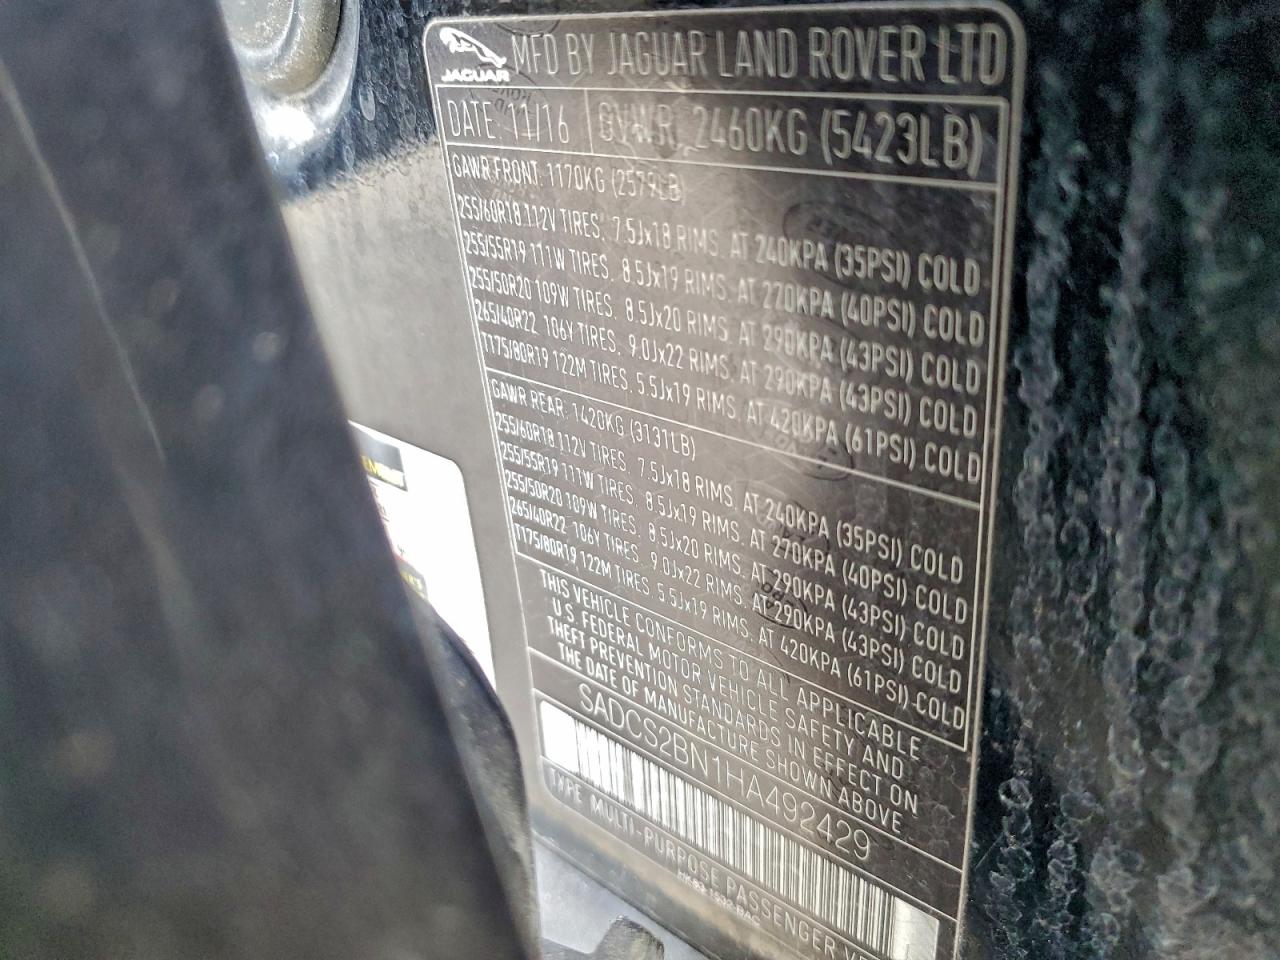 JAGUAR
MFD BY JAGUAR LAND ROVER LTD
DATE: 11/16 GVWR 2460KG (5423LB)
GAWR FRONT: 1170KG (2579LB)
255/60R18 112V TIRES, 7.5Jx18 RIMS, AT 240KPA (35PSI) COLD
255/55R19 111W TIRES, 8.5Jx19 RIMS, AT 270KPA (40PSI) COLD
255/50R20 109W TIRES, 8.5Jx20 RIMS, AT 290KPA (43PSI) COLD
265/40R22 106Y TIRES, 9.0Jx22 RIMS, AT 290KPA (43PSI) COLD
T175/80R19 122M TIRES, 5.5Jx19 RIMS, AT 420KPA (61PSI) COLD
GAWR REAR: 1420KG (3131LB)
255/60R18 112V TIRES, 7.5Jx18 RIMS, AT 240KPA (35PSI) COLD
255/55R19 111W TIRES, 8.5Jx19 RIMS, AT 270KPA (40PSI) COLD
255/50R20 109W TIRES, 8.5Jx20 RIMS, AT 290KPA (43PSI) COLD
265/40R22 106Y TIRES, 9.0Jx22 RIMS, AT 290KPA (43PSI) COLD
T175/80R19 122M TIRES, 5.5Jx19 RIMS, AT 420KPA (61PSI) COLD
THIS VEHICLE CONFORMS TO ALL APPLICABLE
U.S. FEDERAL MOTOR VEHICLE SAFETY AND
THEFT PREVENTION STANDARDS IN EFFECT ON
THE DATE OF MANUFACTURE SHOWN ABOVE
SADCS2BN1HA492429
TYPE MULTI-PURPOSE PASSENGER